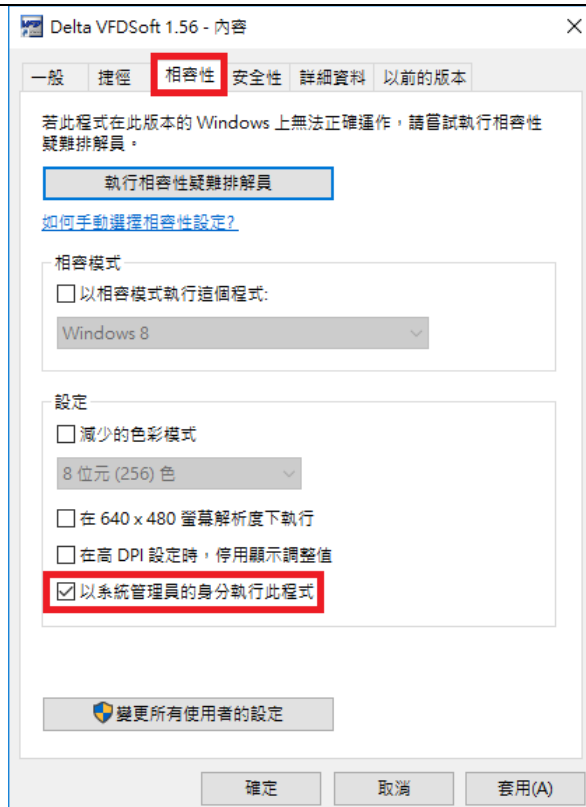 Delta VFDSoft 1.56 - 內容
一般 捷徑 相容性 安全性 詳細資料 以前的版本
若此程式在此版本的 Windows 上無法正確運作，請嘗試執行相容性
疑難排解員。
執行相容性疑難排解員
如何手動選擇相容性設定?
相容模式
以相容模式執行這個程式:
Windows 8
設定
減少的色彩模式
8 位元 (256) 色
在 640 x 480 螢幕解析度下執行
在高 DPI 設定時，停用顯示調整值
以系統管理員的身分執行此程式
變更所有使用者的設定
確定 取消 套用(A)